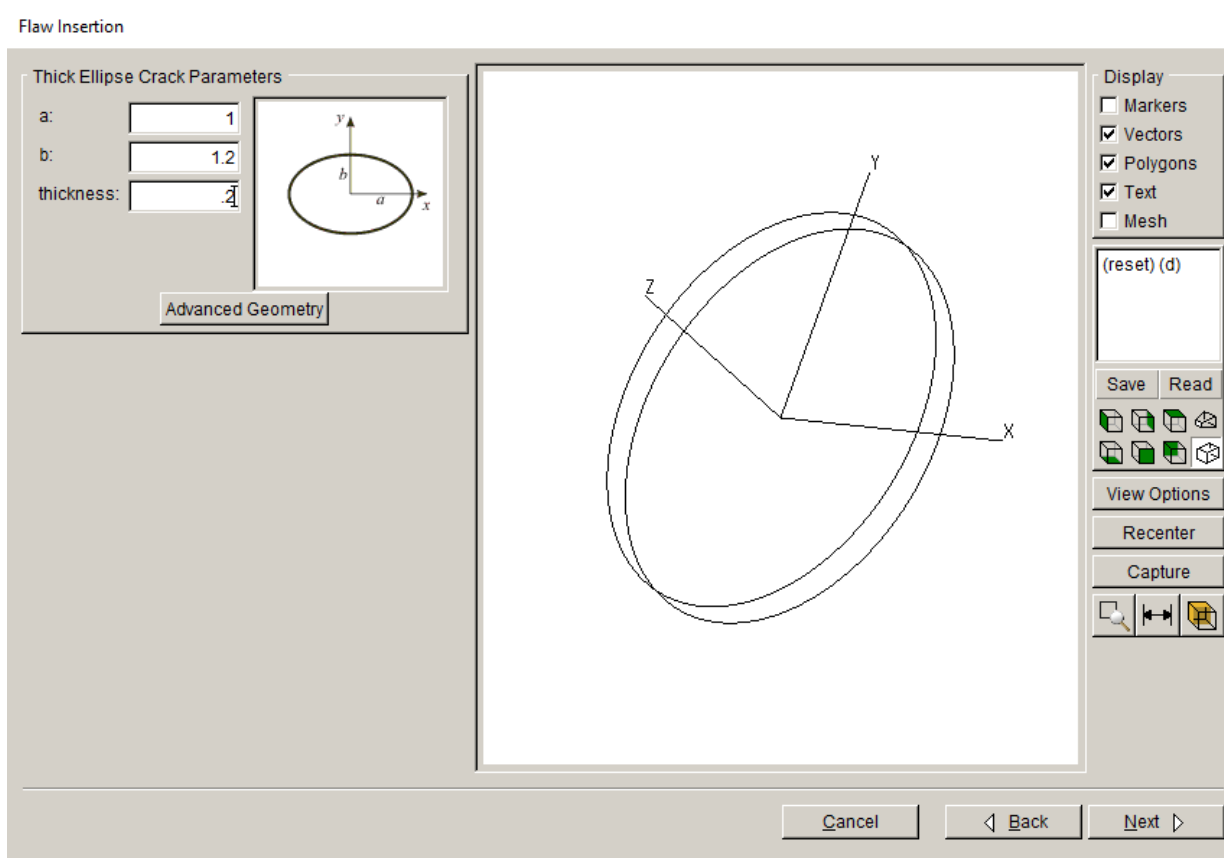 Flaw Insertion
Thick Ellipse Crack Parameters
a:
1
b:
1.2
thickness:
.2
y
b
a
x
Advanced Geometry
Y
Z
X
Display
Markers
Vectors
Polygons
Text
Mesh
(reset) (d)
Save Read
View Options
Recenter
Capture
Cancel
Back
Next